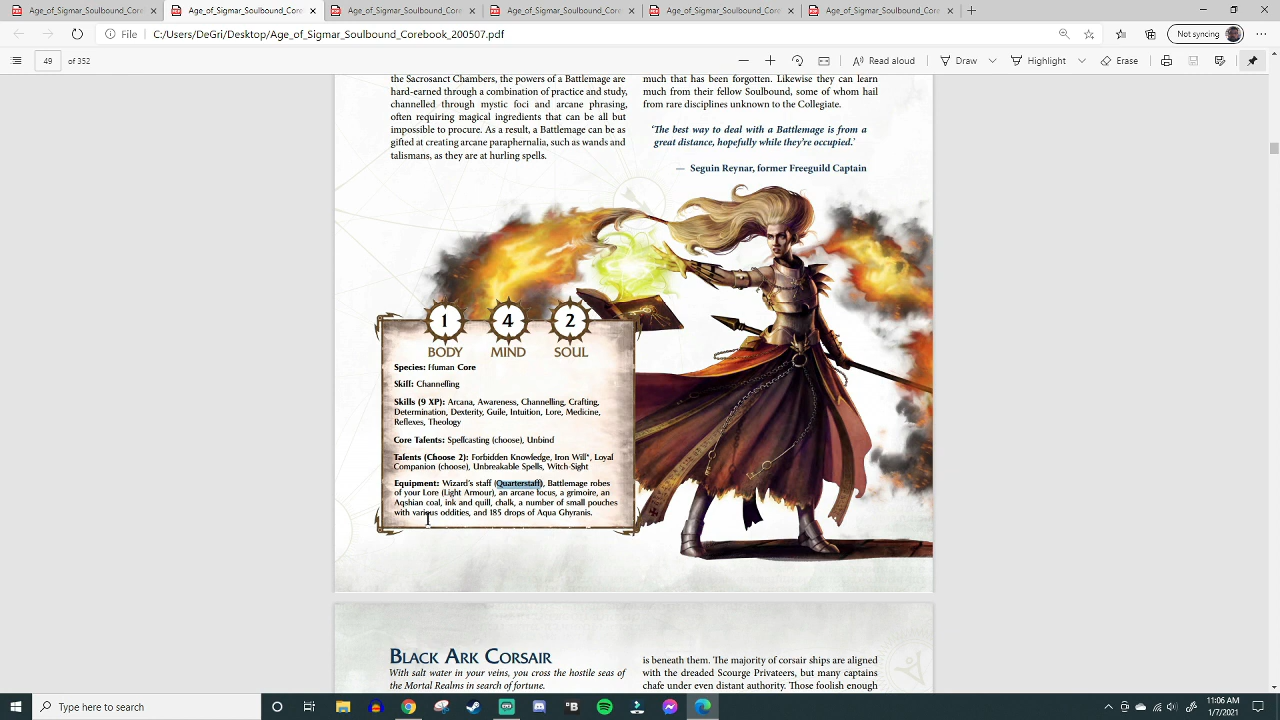 Age_of_Sigmar_Soulbound_Core
Age_of_Sigmar_Soulbound_Core
Age_of_Sigmar_Soulbound_Core
Age_of_Sigmar_Soulbound_Core
Age_of_Sigmar_Soulbound_Core
Age_of_Sigmar_Soulbound_Core
File
C:/Users/DeGri/Desktop/Age_of_Sigmar_Soulbound_Corebook_200507.pdf
Not syncing
49 of 352
Read aloud
Draw
Highlight
Erase
the Sacrosanct Chambers, the powers of a Battlemage are
hard-earned through a combination of practice and study,
channelled through mystic foci and arcane phrasing,
often requiring magical ingredients that can be all but
impossible to procure. As a result, a Battlemage can be as
gifted at creating arcane paraphernalia, such as wands and
talismans, as they are at hurling spells.
much that has been forgotten. Likewise they can learn
much from their fellow Soulbound, some of whom hail
from rare disciplines unknown to the Collegiate.
‘The best way to deal with a Battlemage is from a
great distance, hopefully while they’re occupied.’
— Seguin Reynar, former Freeguild Captain
1 4 2
BODY MIND SOUL
Species: Human Core
Skill: Channelling
Skills (9 XP): Arcana, Awareness, Channelling, Crafting,
Determination, Dexterity, Guile, Intuition, Lore, Medicine,
Reflexes, Theology
Core Talents: Spellcasting (choose), Unbind
Talents (Choose 2): Forbidden Knowledge, Iron Will*, Loyal
Companion (choose), Unbreakable Spells, Witch-Sight
Equipment: Wizard’s staff (Quarterstaff), Battlemage robes
of your Lore (Light Armour), an arcane focus, a grimoire, an
Aqshian coal, ink and quill, chalk, a number of small pouches
with various oddities, and 185 drops of Aqua Ghyranis.
Black Ark Corsair
With salt water in your veins, you cross the hostile seas of
the Mortal Realms in search of fortune.
is beneath them. The majority of corsair ships are aligned
with the dreaded Scourge Privateers, but many captains
chafe under even distant authority. Those foolish enough
Type here to search
11:06 AM
1/7/2021